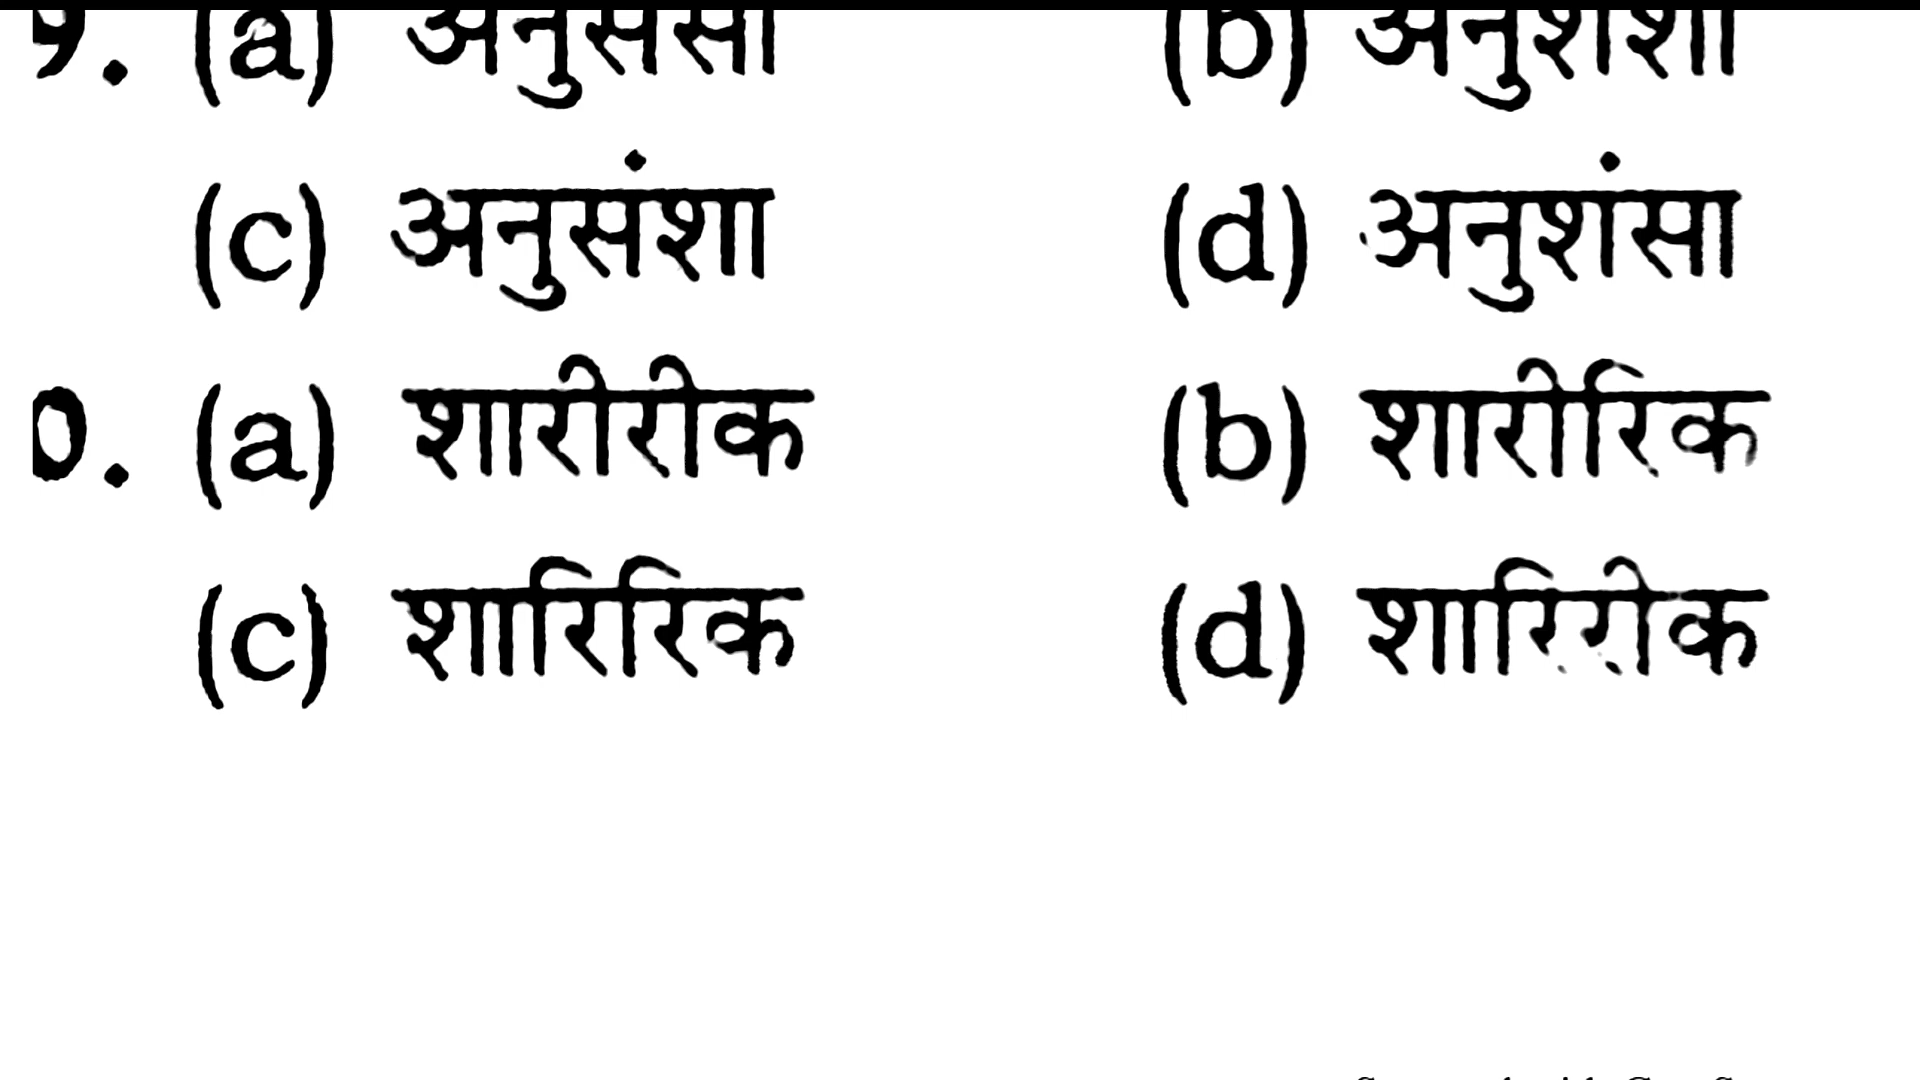 9. (a) अनुसंसा (b) अनुशंशा
(c) अनुसंशा (d) अनुशंसा
0. (a) शारीरीक (b) शारीरिक
(c) शारिरिक (d) शारिरीक